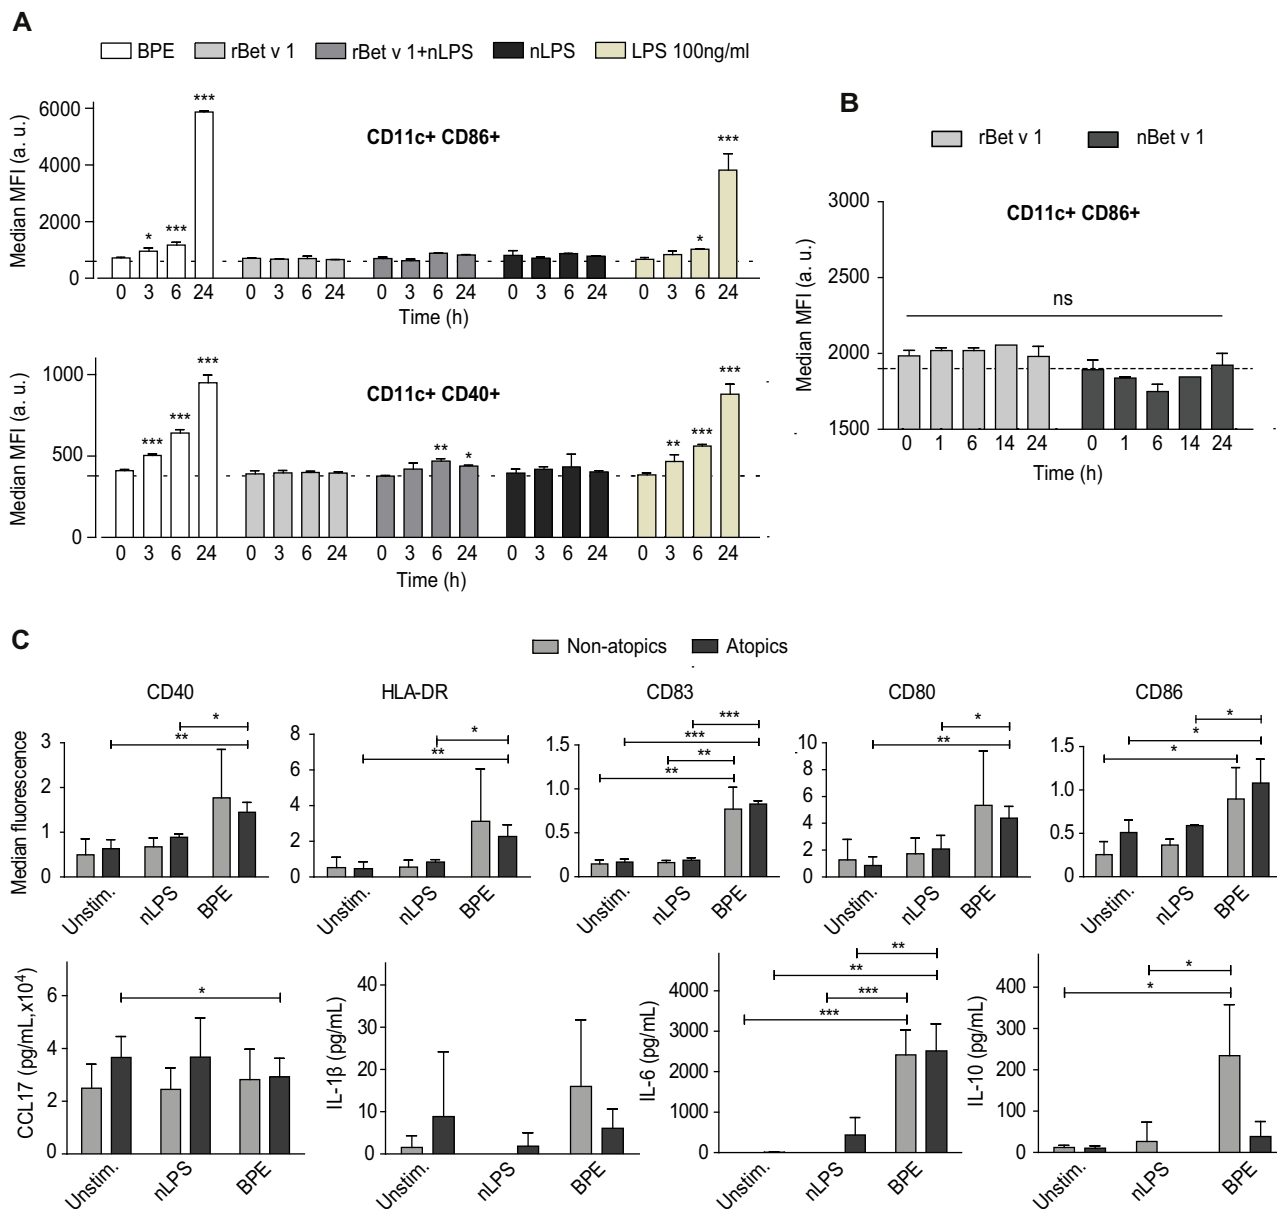 A
BPE rBet v 1 rBet v 1+nLPS nLPS LPS 100ng/ml
Median MFI (a. u.)
6000
4000
2000
0
CD11c+ CD86+
* *** *** * ***
0 3 6 24 0 3 6 24 0 3 6 24 0 3 6 24 0 3 6 24
Time (h)
Median MFI (a. u.)
1000
500
0
CD11c+ CD40+
*** *** *** ** * ** *** ***
0 3 6 24 0 3 6 24 0 3 6 24 0 3 6 24 0 3 6 24
Time (h)
B
rBet v 1 nBet v 1
Median MFI (a. u.)
3000
2500
2000
1500
CD11c+ CD86+
ns
0 1 6 14 24 0 1 6 14 24
Time (h)
C
Non-atopics Atopics
CD40
*
**
Median fluorescence
3
2
1
0
Unstim. nLPS BPE
HLA-DR
*
**
8
6
4
2
0
Unstim. nLPS BPE
CD83
***
***
**
**
1.5
1.0
0.5
0
Unstim. nLPS BPE
CD80
*
**
10
8
6
4
2
0
Unstim. nLPS BPE
CD86
*
*
*
1.5
1.0
0.5
0
Unstim. nLPS BPE
CCL17 (pg/mL,x10⁴)
6
4
2
0
*
Unstim. nLPS BPE
IL-1β (pg/mL)
40
30
20
10
0
Unstim. nLPS BPE
IL-6 (pg/mL)
**
**
***
***
4000
3000
2000
1000
0
Unstim. nLPS BPE
IL-10 (pg/mL)
*
*
400
300
200
100
0
Unstim. nLPS BPE